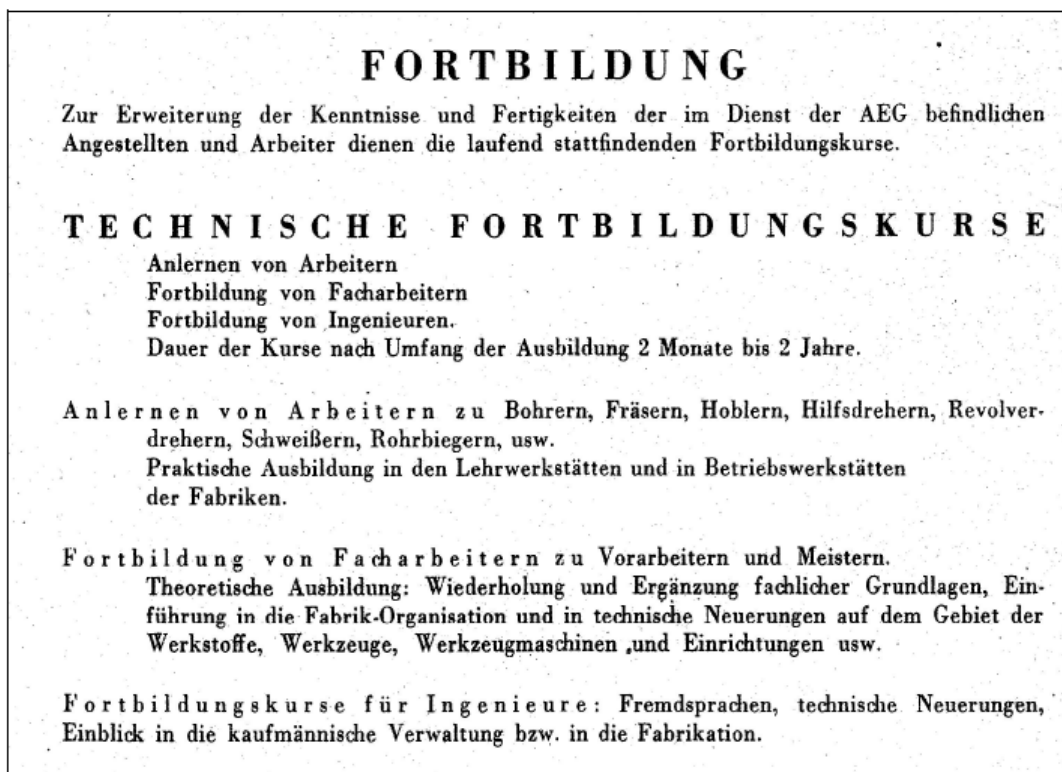 FORTBILDUNG
Zur Erweiterung der Kenntnisse und Fertigkeiten der im Dienst der AEG befindlichen
Angestellten und Arbeiter dienen die laufend stattfindenden Fortbildungskurse.
TECHNISCHE FORTBILDUNGSKURSE
Anlernen von Arbeitern
Fortbildung von Facharbeitern
Fortbildung von Ingenieuren.
Dauer der Kurse nach Umfang der Ausbildung 2 Monate bis 2 Jahre.
Anlernen von Arbeitern zu Bohrern, Fräsern, Hoblern, Hilfsdrehern, Revolver-
drehern, Schweißern, Rohrbiegern, usw.
Praktische Ausbildung in den Lehrwerkstätten und in Betriebswerkstätten
der Fabriken.
Fortbildung von Facharbeitern zu Vorarbeitern und Meistern.
Theoretische Ausbildung: Wiederholung und Ergänzung fachlicher Grundlagen, Ein-
führung in die Fabrik-Organisation und in technische Neuerungen auf dem Gebiet der
Werkstoffe, Werkzeuge, Werkzeugmaschinen und Einrichtungen usw.
Fortbildungskurse für Ingenieure: Fremdsprachen, technische Neuerungen,
Einblick in die kaufmännische Verwaltung bzw. in die Fabrikation.